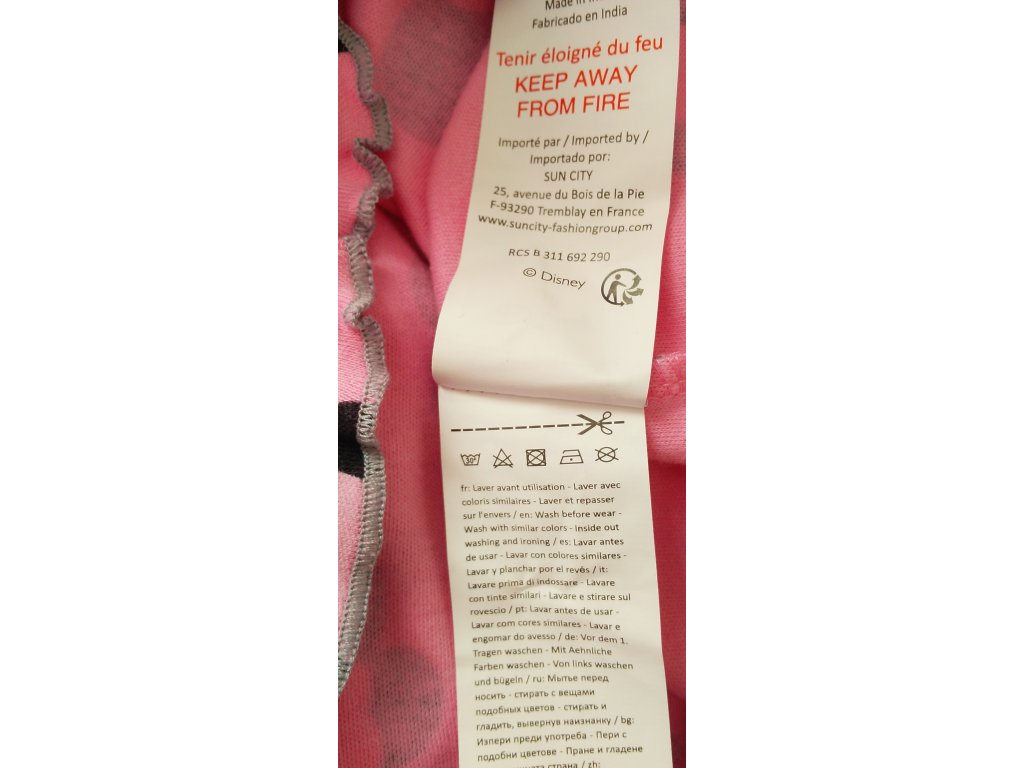 Made in
Fabricado en India
Tenir éloigné du feu
KEEP AWAY
FROM FIRE
Importé par / Imported by /
Importado por:
SUN CITY
25, avenue du Bois de la Pie
F-93290 Tremblay en France
www.suncity-fashiongroup.com
RCS B 311 692 290
© Disney
30°
fr: Laver avant utilisation - Laver avec
coloris similaires - Laver et repasser
sur l'envers / en: Wash before wear -
Wash with similar colors - Inside out
washing and ironing / es: Lavar antes
de usar - Lavar con colores similares -
Lavar y planchar por el revés / it:
Lavare prima di indossare - Lavare
con tinte similari - Lavare e stirare sul
rovescio / pt: Lavar antes de usar -
Lavar com cores similares - Lavar e
engomar do avesso / de: Vor dem 1.
Tragen waschen - Mit Aehnliche
Farben waschen - Von links waschen
und bügeln / ru: Мытье перед
носить - стирать с вещами
подобных цветов - стирать и
гладить, вывернув наизнанку / bg:
Изпери преди употреба - Пери с
подобни цветове - Пране и гладене
страна / zh: